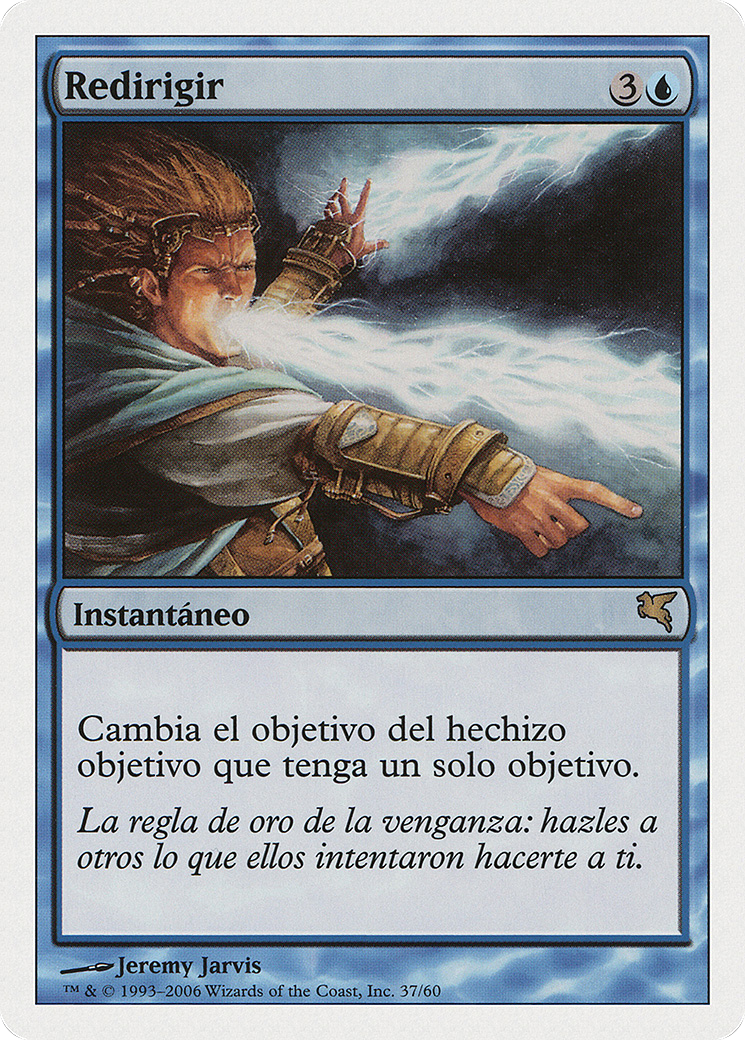 Redirigir
3
Instantáneo
Cambia el objetivo del hechizo
objetivo que tenga un solo objetivo.
La regla de oro de la venganza: hazles a
otros lo que ellos intentaron hacerte a ti.
Jeremy Jarvis
™ & © 1993–2006 Wizards of the Coast, Inc. 37/60